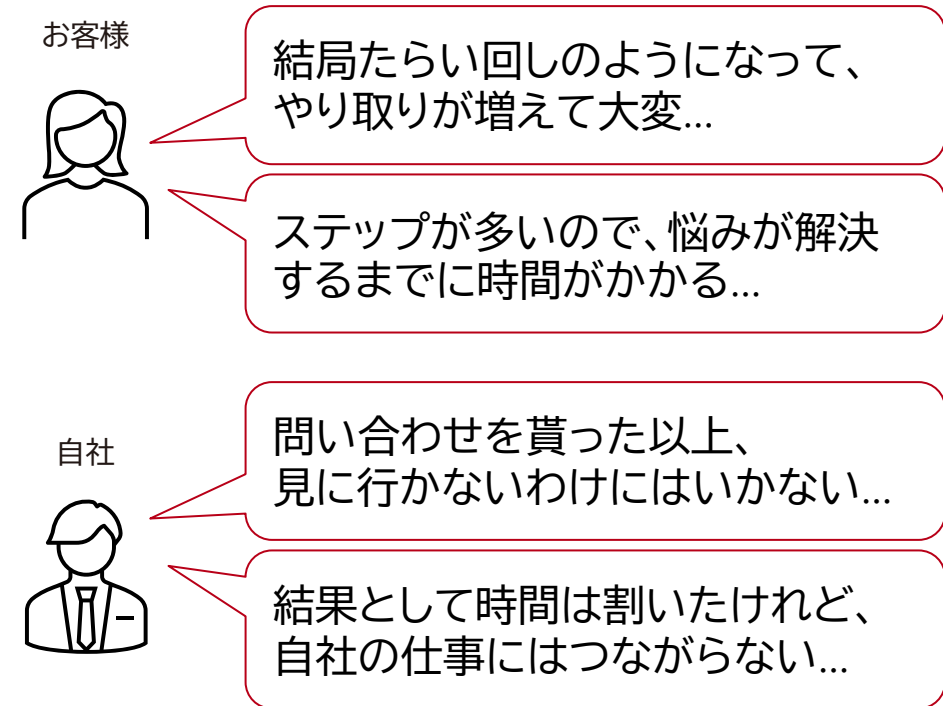 お客様
結局たらい回しのようになって、
やり取りが増えて大変...
ステップが多いので、悩みが解決
するまでに時間がかかる...
自社
問い合わせを貰った以上、
見に行かないわけにはいかない...
結果として時間は割いたけれど、
自社の仕事にはつながらない...